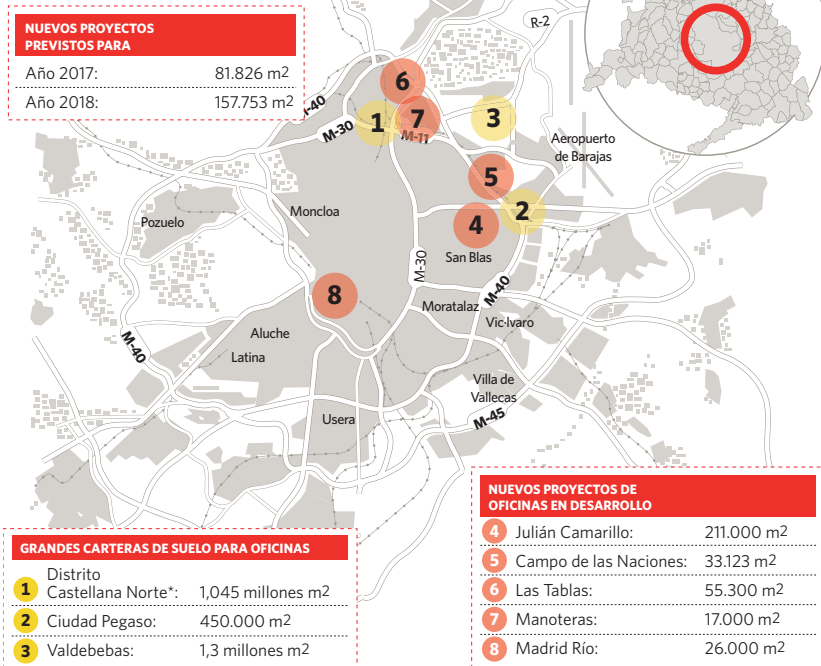 NUEVOS PROYECTOS
PREVISTOS PARA
Año 2017: 81.826 m2
Año 2018: 157.753 m2
R-2
M-40
6
7
1
3
M-30
M-11
Aeropuerto
de Barajas
5
2
4
Moncloa
Pozuelo
San Blas
M-30
8
M-40
Moratalaz
Vic-lvaro
M-40
Aluche
Latina
Villa de
Vallecas
Usera
M-45
GRANDES CARTERAS DE SUELO PARA OFICINAS
1 Distrito
Castellana Norte*: 1,045 millones m2
2 Ciudad Pegaso: 450.000 m2
3 Valdebebas: 1,3 millones m2
NUEVOS PROYECTOS DE
OFICINAS EN DESARROLLO
4 Julián Camarillo: 211.000 m2
5 Campo de las Naciones: 33.123 m2
6 Las Tablas: 55.300 m2
7 Manoteras: 17.000 m2
8 Madrid Río: 26.000 m2